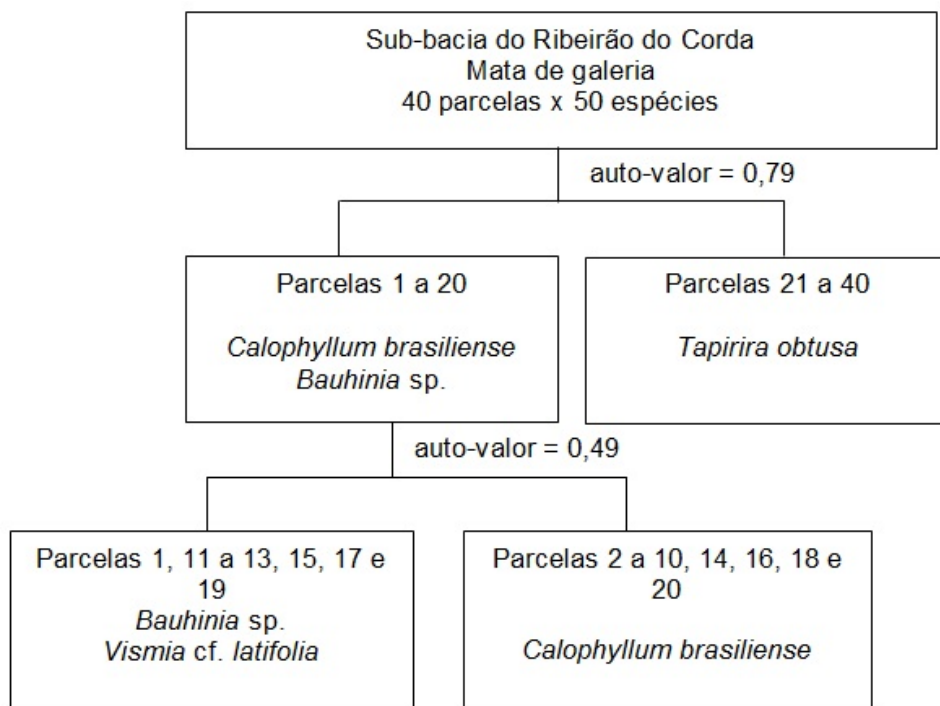 Sub-bacia do Ribeirão do Corda
Mata de galeria
40 parcelas x 50 espécies
auto-valor = 0,79
Parcelas 1 a 20
Calophyllum brasiliense
Bauhinia sp.
Parcelas 21 a 40
Tapirira obtusa
auto-valor = 0,49
Parcelas 1, 11 a 13, 15, 17 e
19
Bauhinia sp.
Vismia cf. latifolia
Parcelas 2 a 10, 14, 16, 18 e
20
Calophyllum brasiliense